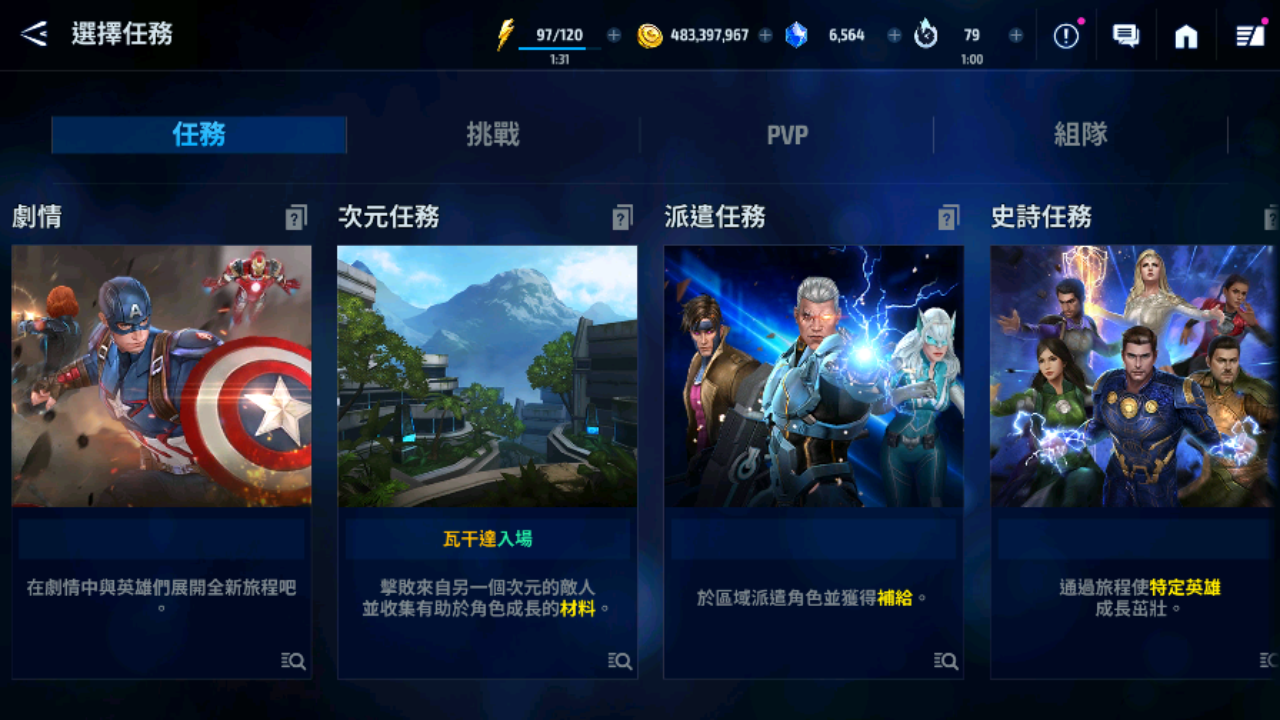 選擇任務
97/120
1:31
483,397,967
6,564
79
1:00
任務
挑戰
PVP
組隊
劇情
次元任務
派遣任務
史詩任務
在劇情中與英雄們展開全新旅程吧
。
瓦干達入場
擊敗來自另一個次元的敵人
並收集有助於角色成長的材料。
於區域派遣角色並獲得補給。
通過旅程使特定英雄
成長茁壯。